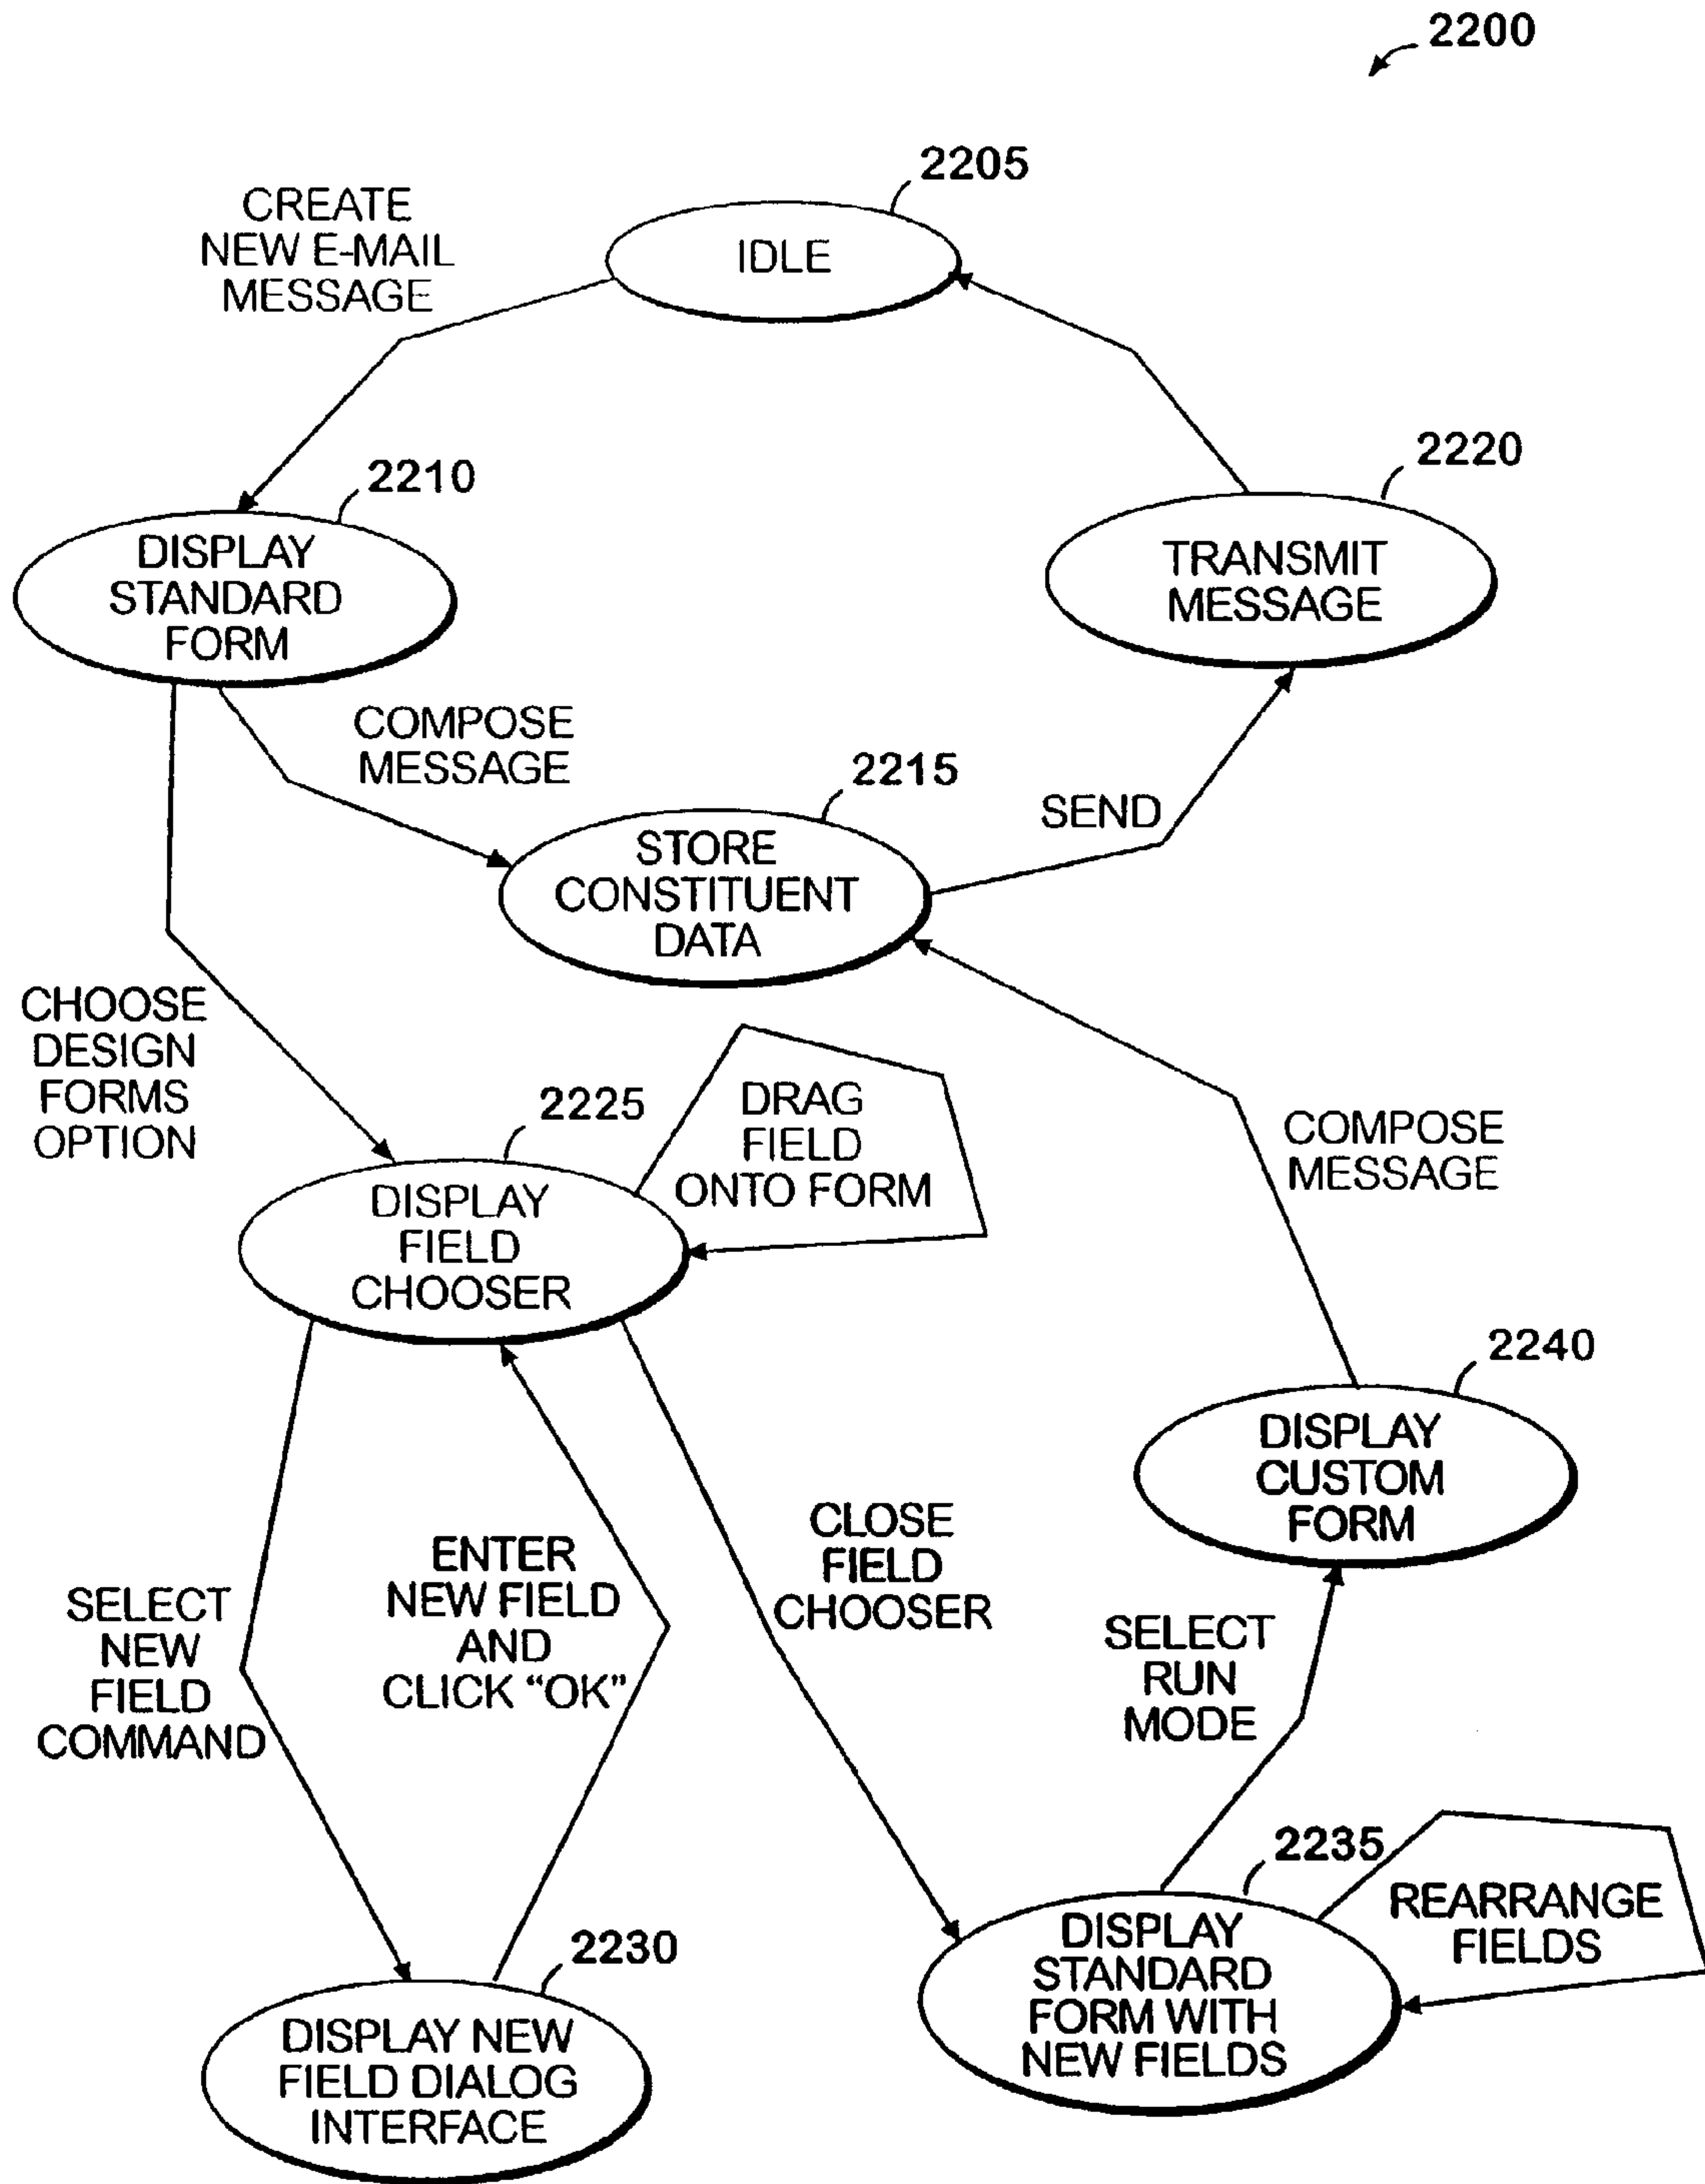 2200
2205
CREATE
NEW E-MAIL
MESSAGE
IDLE
2210
2220
DISPLAY
STANDARD
FORM
TRANSMIT
MESSAGE
COMPOSE
MESSAGE
2215
SEND
STORE
CONSTITUENT
DATA
CHOOSE
DESIGN
FORMS
OPTION
2225
DRAG
FIELD
ONTO FORM
COMPOSE
MESSAGE
DISPLAY
FIELD
CHOOSER
2240
DISPLAY
CUSTOM
FORM
CLOSE
FIELD
CHOOSER
ENTER
NEW FIELD
AND
CLICK “OK”
SELECT
NEW
FIELD
COMMAND
SELECT
RUN
MODE
2235
REARRANGE
FIELDS
DISPLAY
STANDARD
FORM WITH
NEW FIELDS
2230
DISPLAY NEW
FIELD DIALOG
INTERFACE